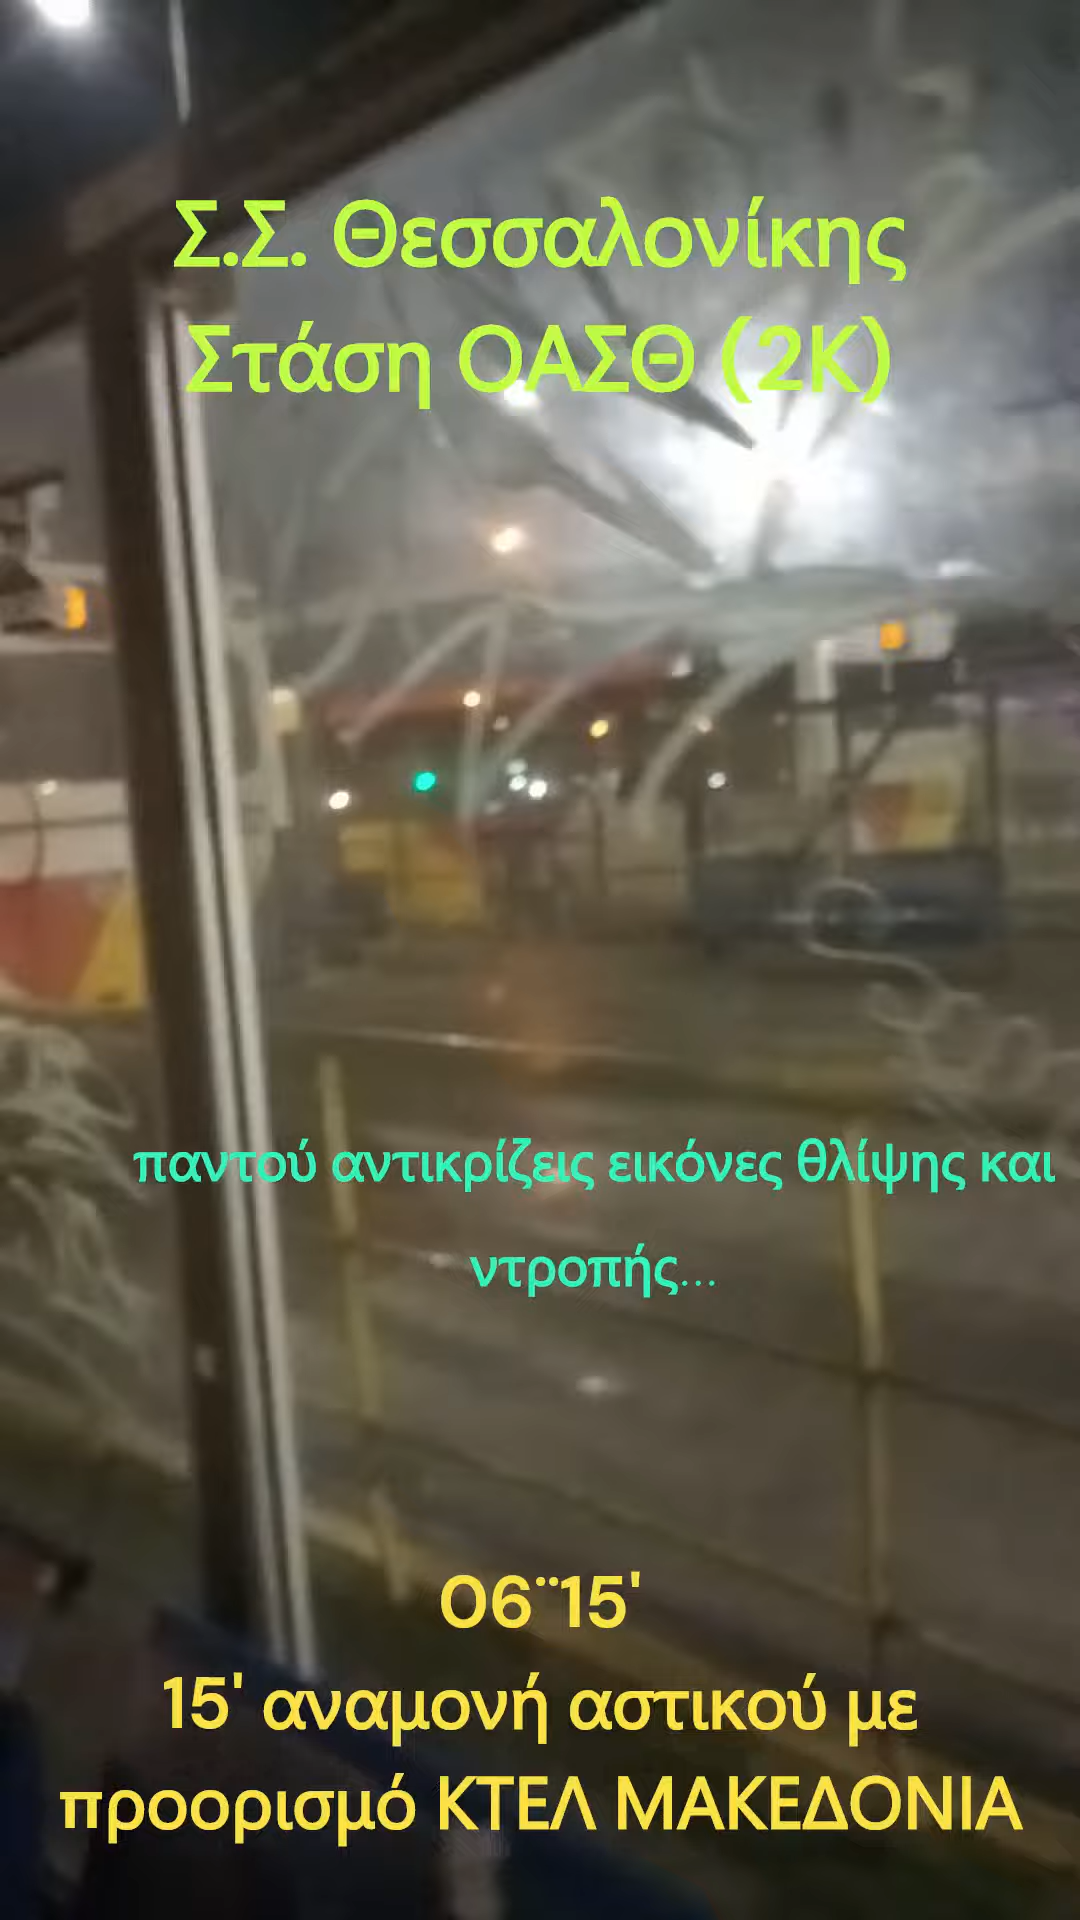 Σ.Σ. Θεσσαλονίκης
Στάση ΟΑΣΘ (2Κ)
παντού αντικρίζεις εικόνες θλίψης και
ντροπής...
06¨15'
15' αναμονή αστικού με
προορισμό ΚΤΕΛ ΜΑΚΕΔΟΝΙΑ